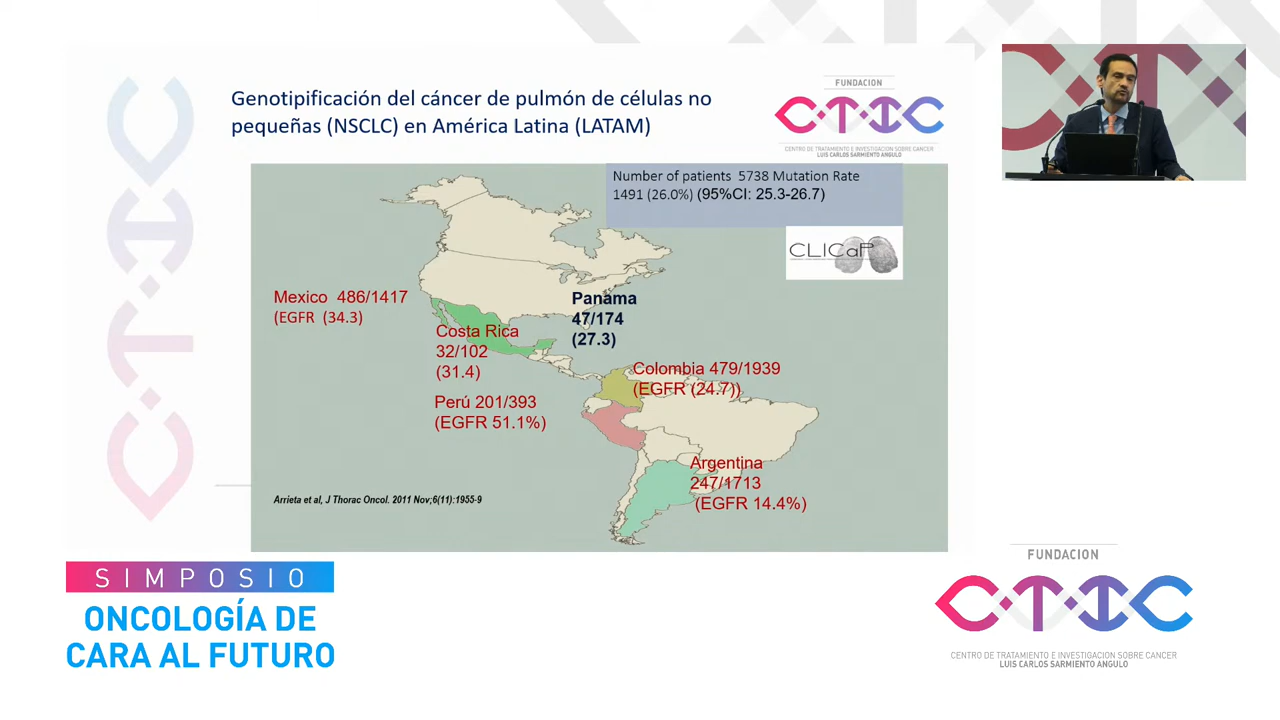 Genotipificación del cáncer de pulmón de células no
pequeñas (NSCLC) en América Latina (LATAM)
FUNDACION
CTIC
CENTRO DE TRATAMIENTO E INVESTIGACION SOBRE CANCER
LUIS CARLOS SARMIENTO ANGULO
Number of patients 5738 Mutation Rate
1491 (26.0%) (95%CI: 25.3-26.7)
CLICaP
Mexico 486/1417
(EGFR (34.3)
Panama
47/174
(27.3)
Costa Rica
32/102
(31.4)
Colombia 479/1939
(EGFR (24.7))
Perú 201/393
(EGFR 51.1%)
Argentina
247/1713
(EGFR 14.4%)
Arrieta et al, J Thorac Oncol. 2011 Nov;6(11):1955-9
CTIC
SIMPOSIO
ONCOLOGÍA DE
CARA AL FUTURO
FUNDACION
CTIC
CENTRO DE TRATAMIENTO E INVESTIGACION SOBRE CANCER
LUIS CARLOS SARMIENTO ANGULO